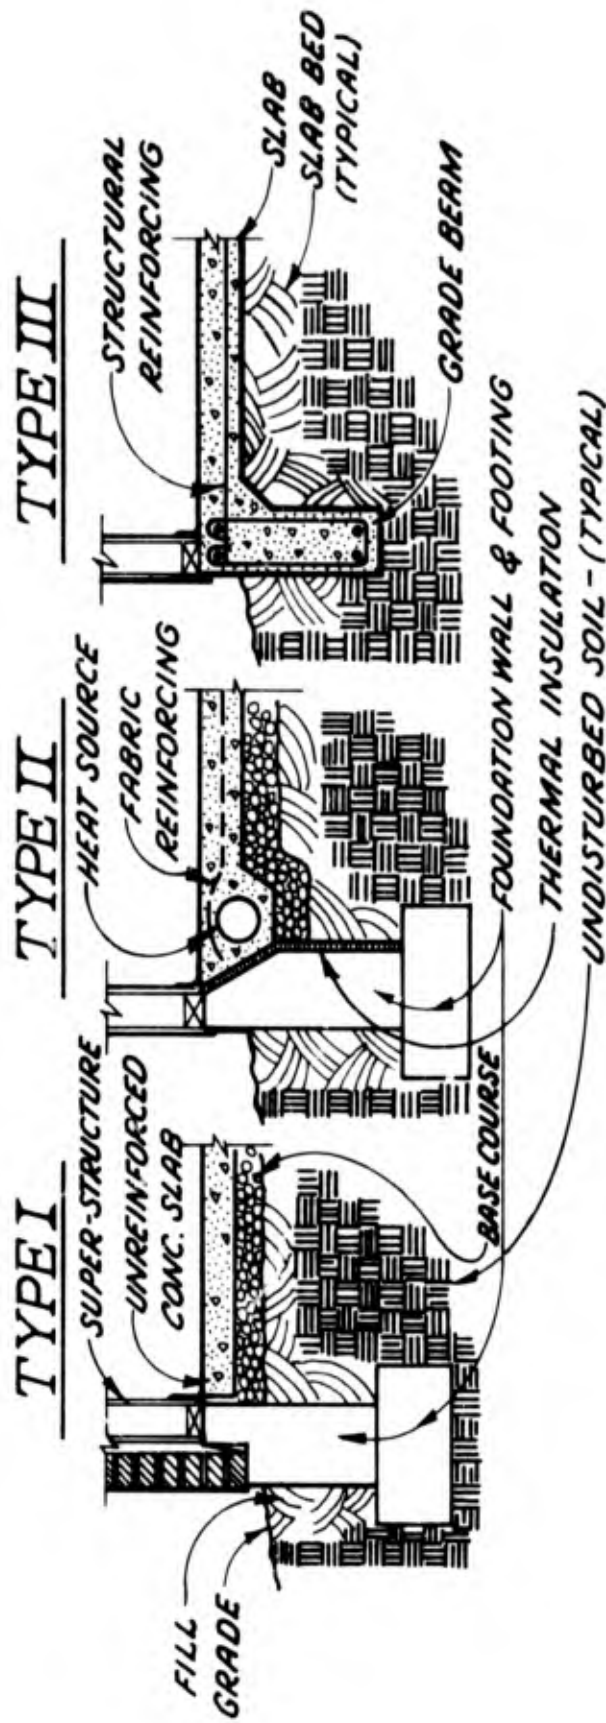 TYPE I
SUPER-STRUCTURE
UNREINFORCED
CONC. SLAB
FILL
GRADE
BASE COURSE
TYPE II
HEAT SOURCE
FABRIC
REINFORCING
FOUNDATION WALL & FOOTING
THERMAL INSULATION
UNDISTURBED SOIL-(TYPICAL)
TYPE III
STRUCTURAL
REINFORCING
SLAB
SLAB BED
(TYPICAL)
GRADE BEAM